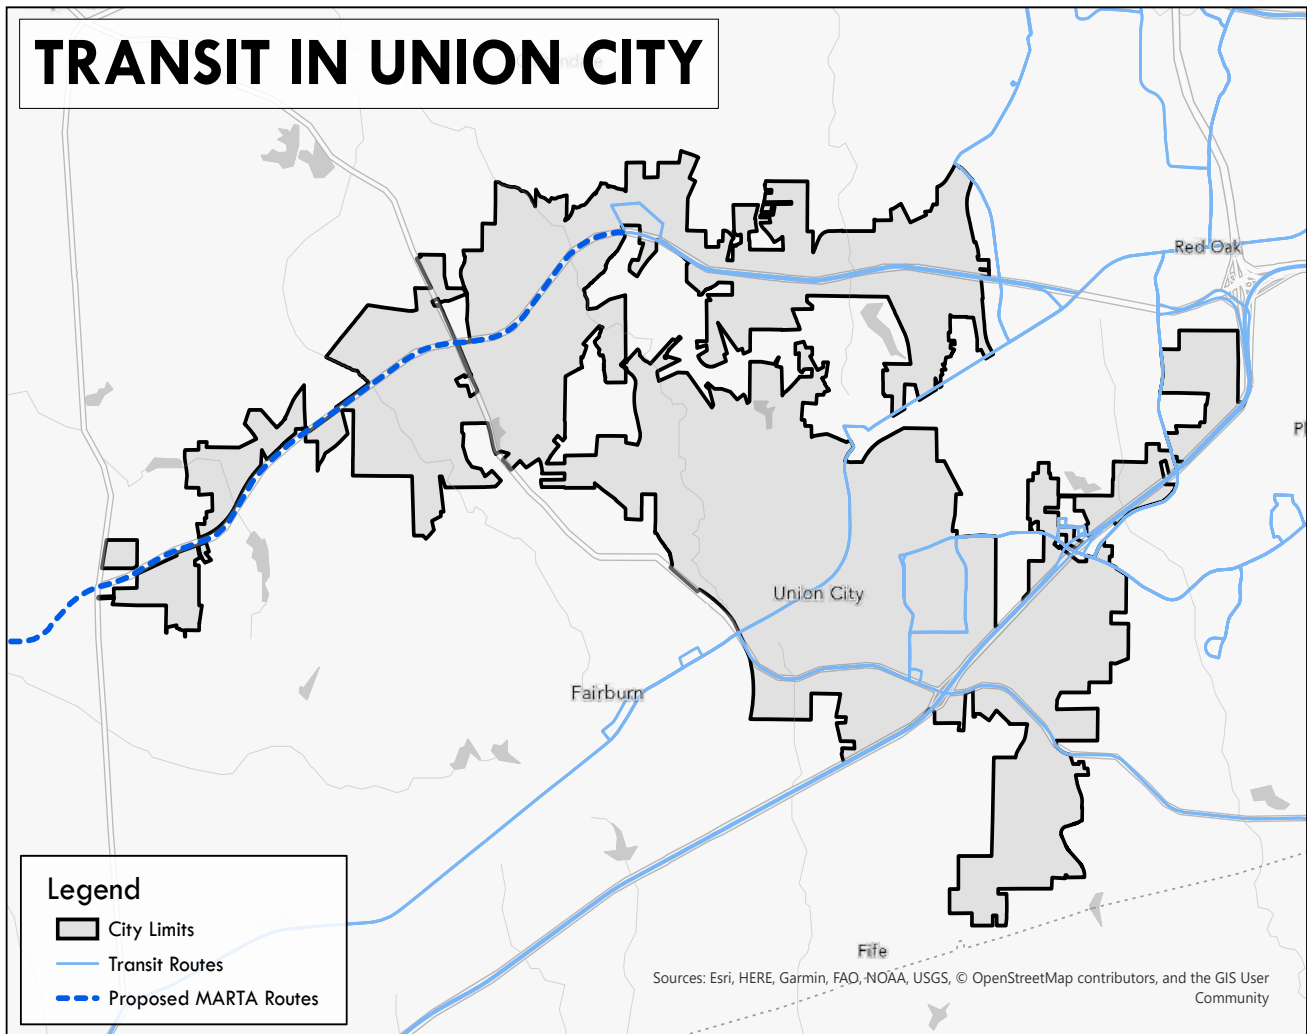 TRANSIT IN UNION CITY
Red Oak
Pl
Union City
Fairburn
Legend
City Limits
Transit Routes
Proposed MARTA Routes
Fife
Sources: Esri, HERE, Garmin, FAO, NOAA, USGS, © OpenStreetMap contributors, and the GIS User
Community